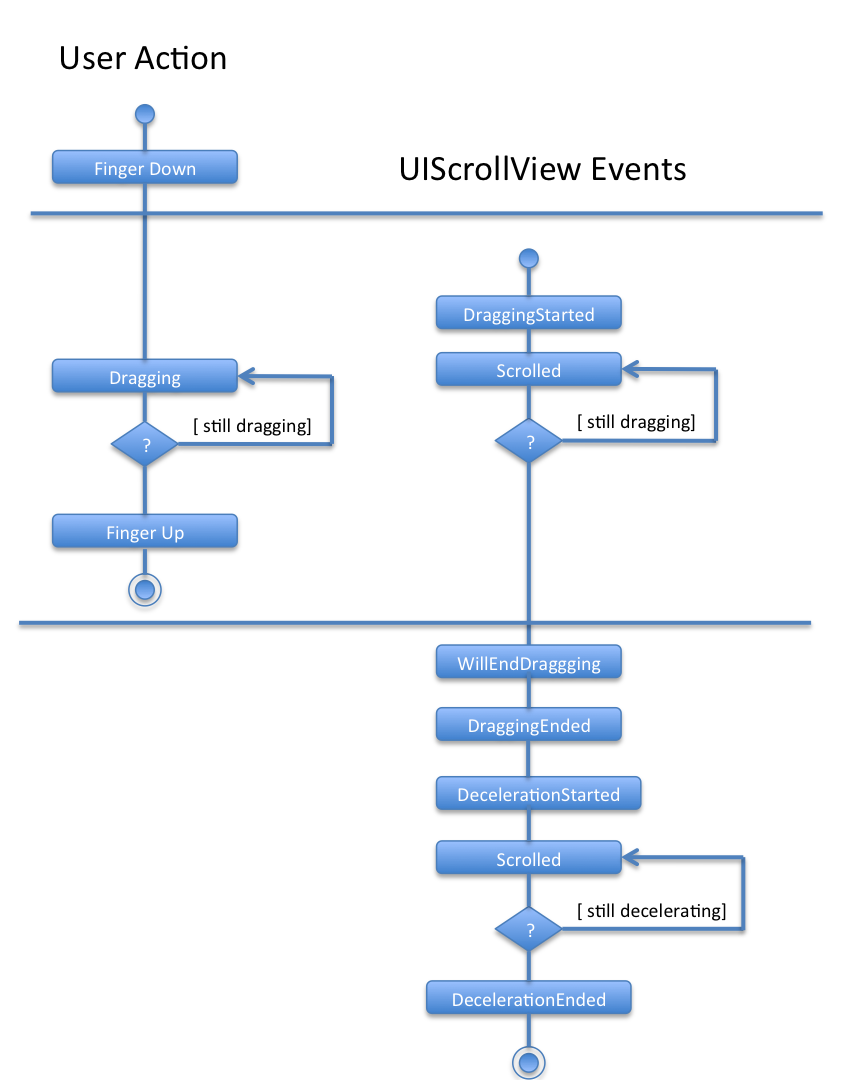 User Action
Finger Down
UIScrollView Events
DraggingStarted
Scrolled
Dragging
[ still dragging]
[ still dragging]
?
?
Finger Up
WillEndDraggging
DraggingEnded
DecelerationStarted
Scrolled
[ still decelerating]
?
DecelerationEnded